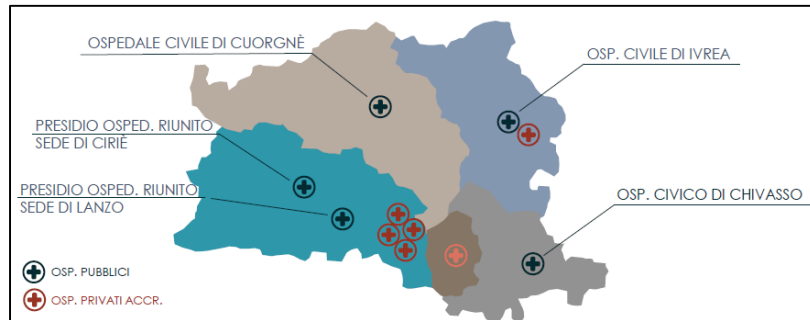 OSPEDALE CIVILE DI CUORGNÈ
OSP. CIVILE DI IVREA
PRESIDIO OSPED. RIUNITO
SEDE DI CIRIÈ
PRESIDIO OSPED. RIUNITO
SEDE DI LANZO
OSP. CIVICO DI CHIVASSO
OSP. PUBBLICI
OSP. PRIVATI ACCR.